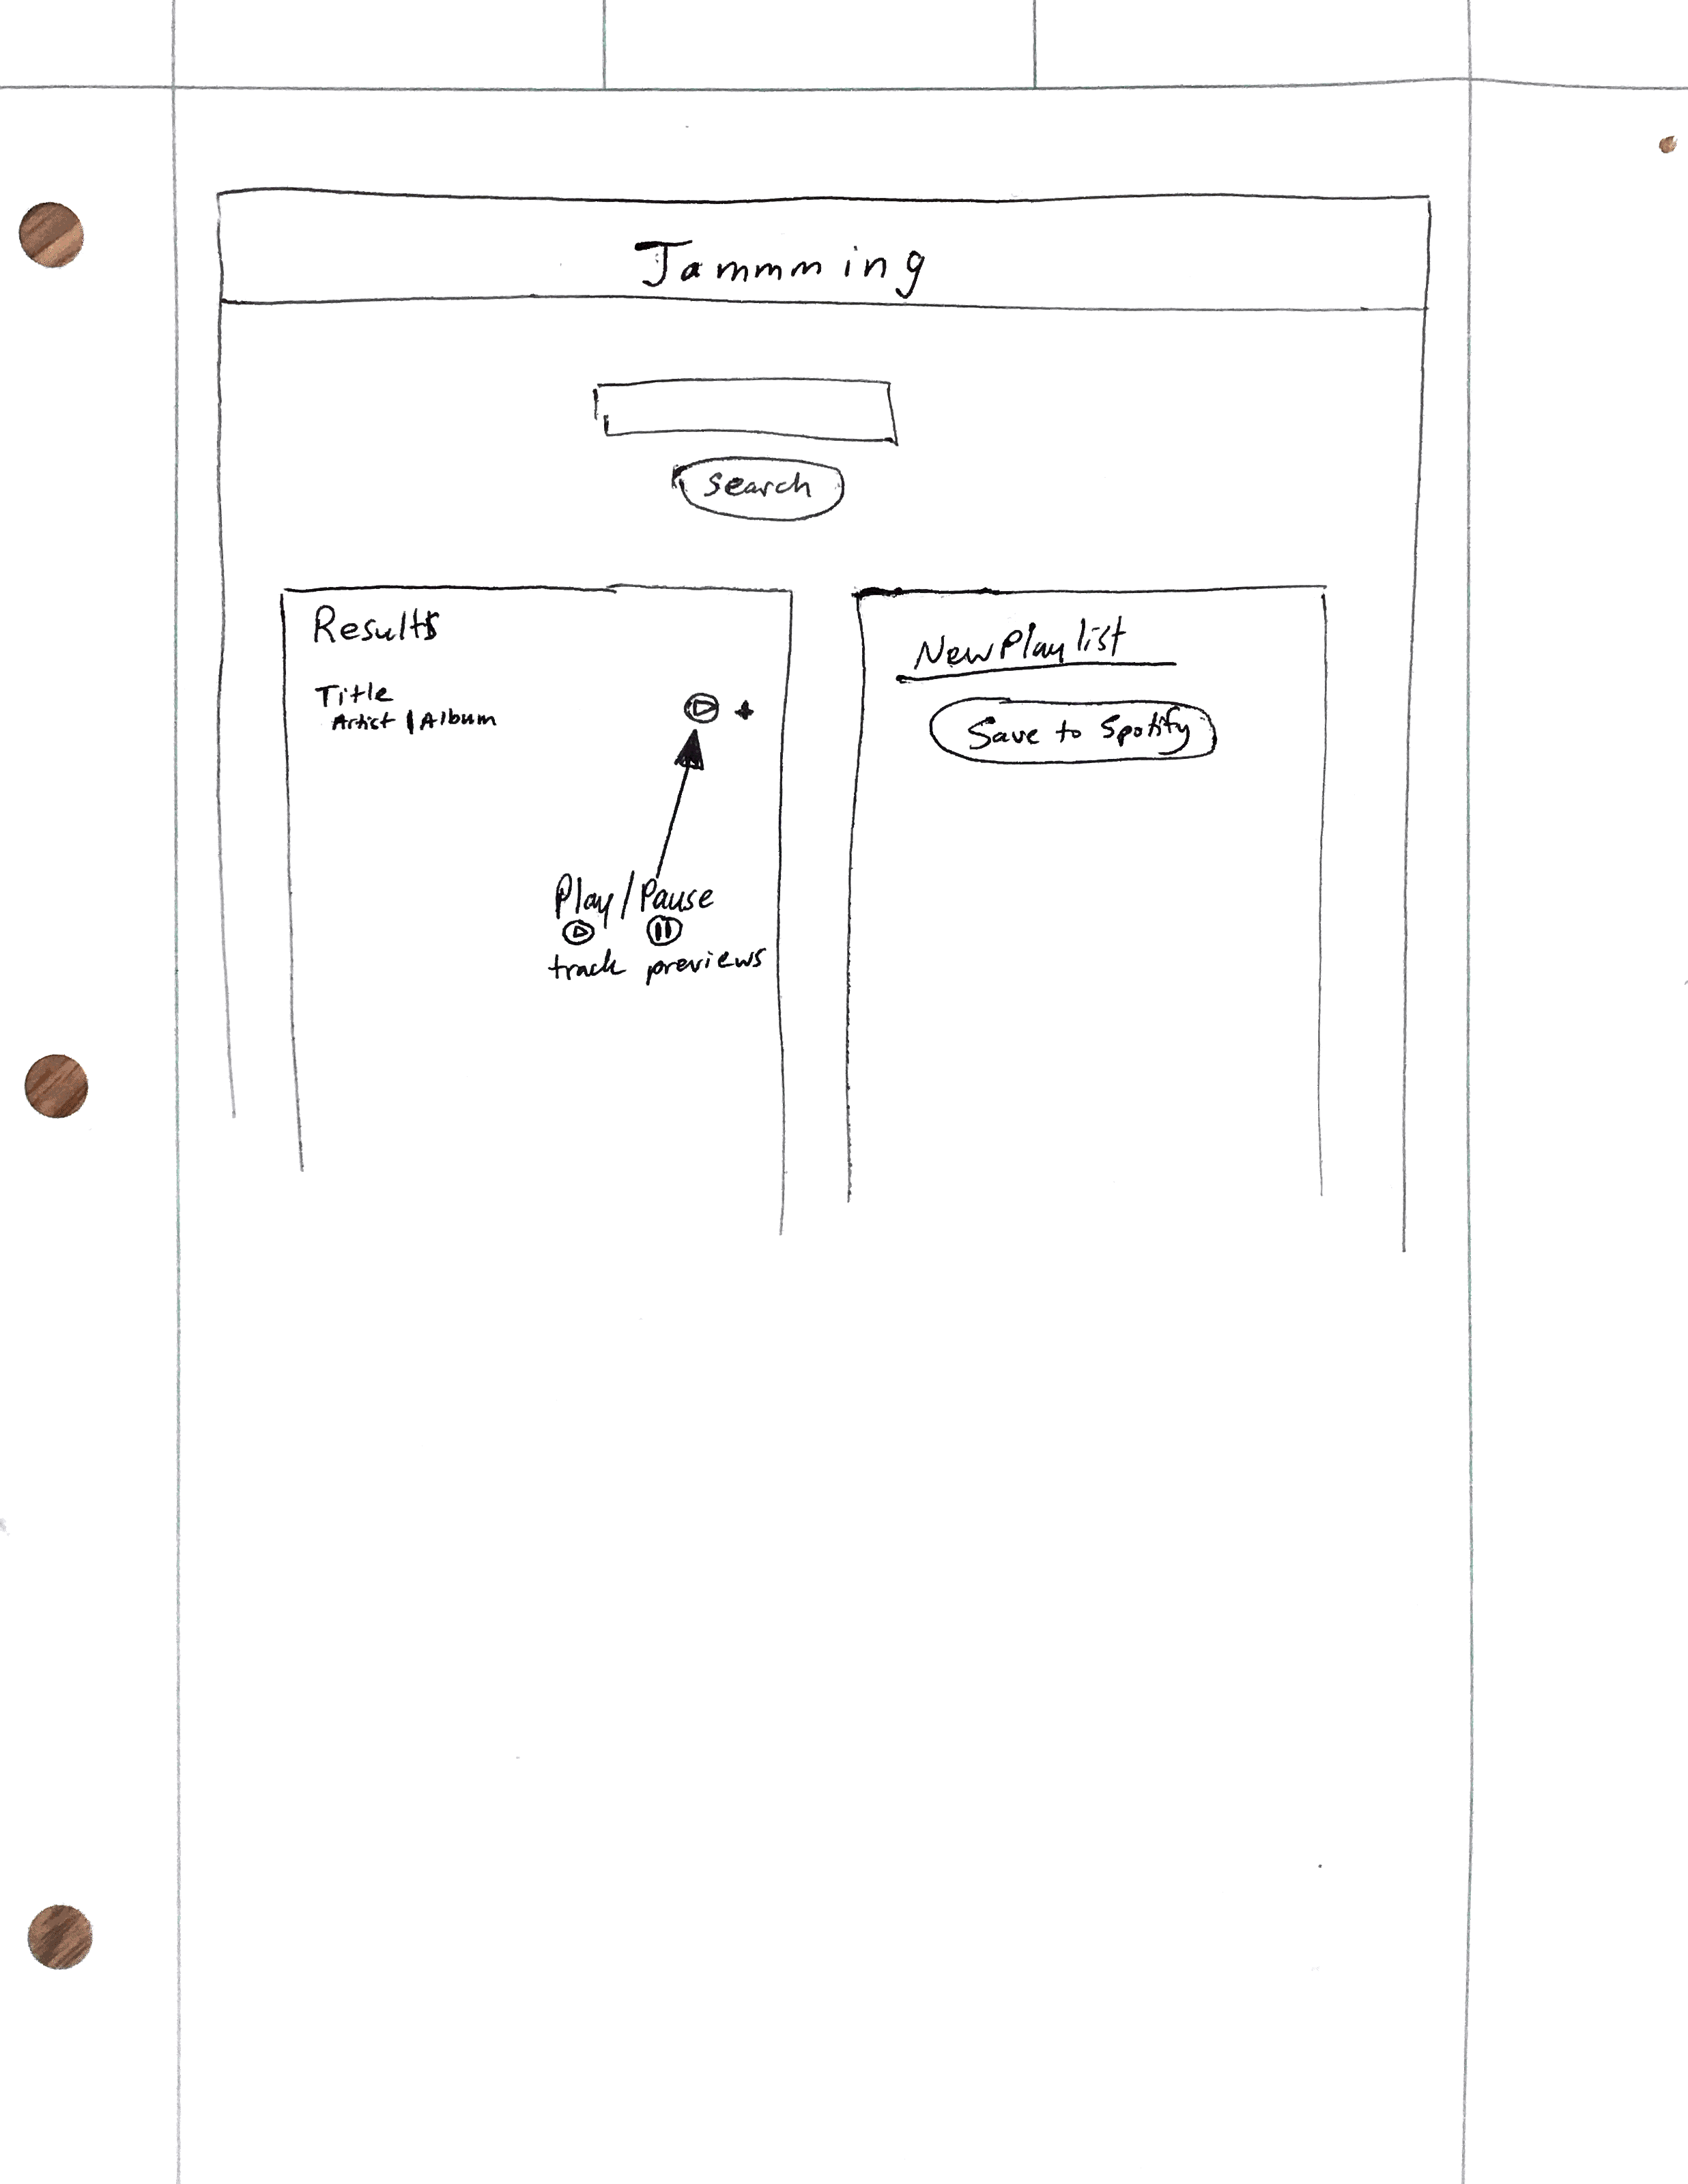 Jammming
Search
Results
Title
Artist | Album
+
Play/Pause
track previews
New Playlist
Save to Spotify